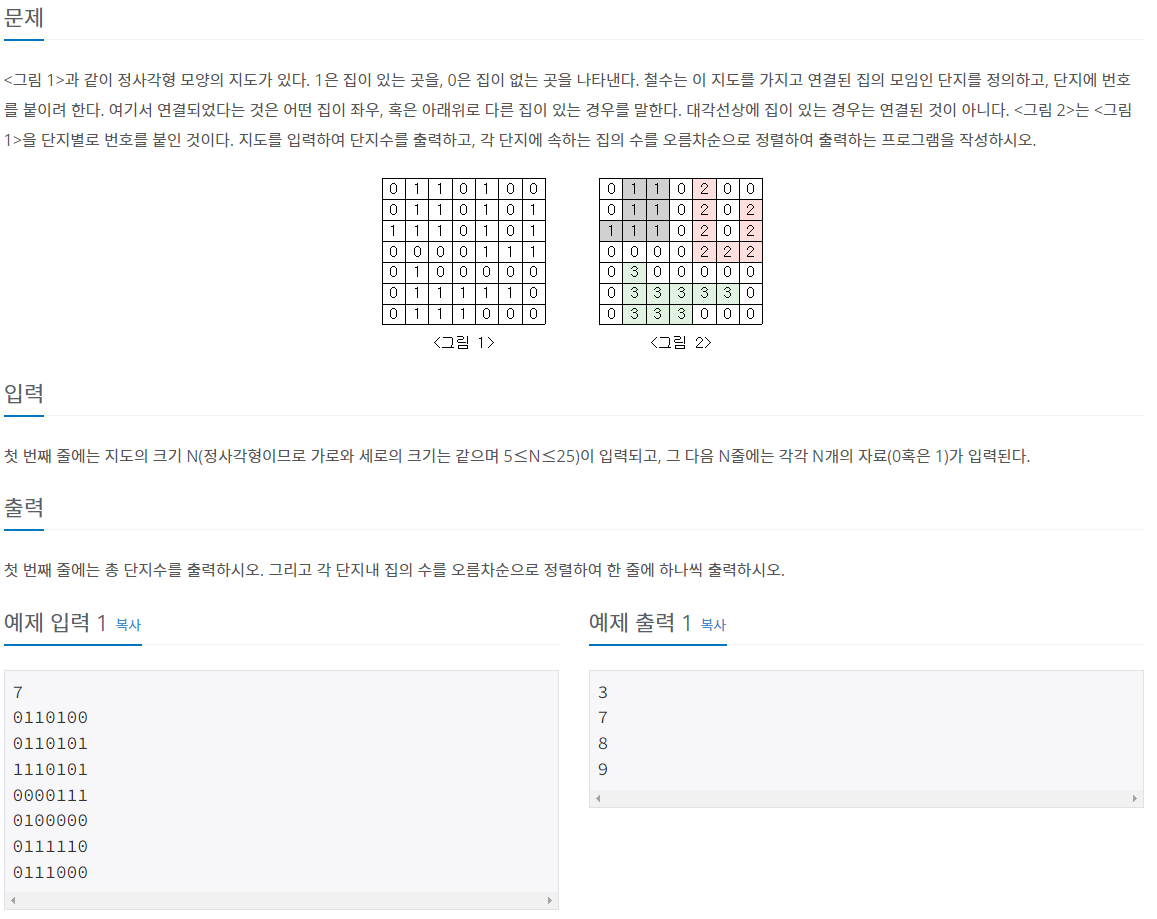 문제
<그림 1>과 같이 정사각형 모양의 지도가 있다. 1은 집이 있는 곳을, 0은 집이 없는 곳을 나타낸다. 철수는 이 지도를 가지고 연결된 집의 모임인 단지를 정의하고, 단지에 번호
를 붙이려 한다. 여기서 연결되었다는 것은 어떤 집이 좌우, 혹은 아래위로 다른 집이 있는 경우를 말한다. 대각선상에 집이 있는 경우는 연결된 것이 아니다. <그림 2>는 <그림
1>을 단지별로 번호를 붙인 것이다. 지도를 입력하여 단지수를 출력하고, 각 단지에 속하는 집의 수를 오름차순으로 정렬하여 출력하는 프로그램을 작성하시오.
0 1 1 0 1 0 0
0 1 1 0 1 0 1
1 1 1 0 1 0 1
0 0 0 0 1 1 1
0 1 0 0 0 0 0
0 1 1 1 1 1 0
0 1 1 1 0 0 0
<그림 1>
0 1 1 0 2 0 0
0 1 1 0 2 0 2
1 1 1 0 2 0 2
0 0 0 0 2 2 2
0 3 0 0 0 0 0
0 3 3 3 3 3 0
0 3 3 3 0 0 0
<그림 2>
입력
첫 번째 줄에는 지도의 크기 N(정사각형이므로 가로와 세로의 크기는 같으며 5≤N≤25)이 입력되고, 그 다음 N줄에는 각각 N개의 자료(0혹은 1)가 입력된다.
출력
첫 번째 줄에는 총 단지수를 출력하시오. 그리고 각 단지내 집의 수를 오름차순으로 정렬하여 한 줄에 하나씩 출력하시오.
예제 입력 1 복사
7
0110100
0110101
1110101
0000111
0100000
0111110
0111000
예제 출력 1 복사
3
7
8
9